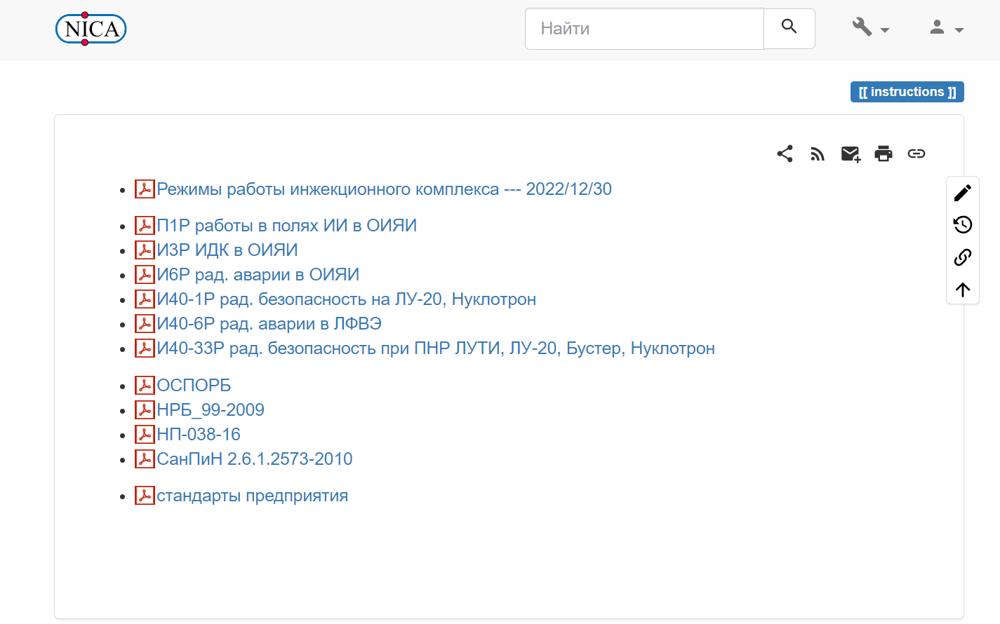 NICA
Найти
[[ instructions ]]
Режимы работы инжекционного комплекса --- 2022/12/30
П1Р работы в полях ИИ в ОИЯИ
И3Р ИДК в ОИЯИ
И6Р рад. аварии в ОИЯИ
И40-1Р рад. безопасность на ЛУ-20, Нуклотрон
И40-6Р рад. аварии в ЛФВЭ
И40-33Р рад. безопасность при ПНР ЛУТИ, ЛУ-20, Бустер, Нуклотрон
ОСПОРБ
НРБ_99-2009
НП-038-16
СанПиН 2.6.1.2573-2010
стандарты предприятия